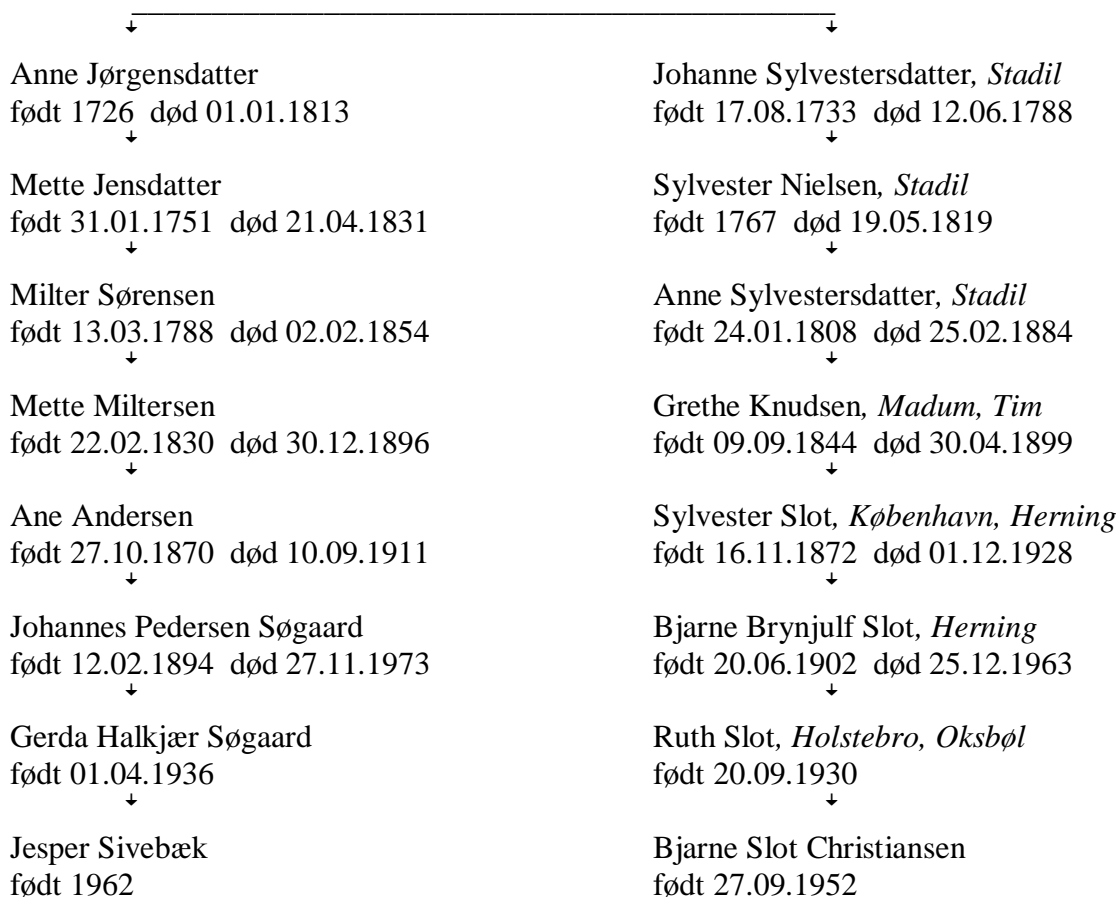 Anne Jørgensdatter
født 1726 død 01.01.1813
Mette Jensdatter
født 31.01.1751 død 21.04.1831
Milter Sørensen
født 13.03.1788 død 02.02.1854
Mette Miltersen
født 22.02.1830 død 30.12.1896
Ane Andersen
født 27.10.1870 død 10.09.1911
Johannes Pedersen Søgaard
født 12.02.1894 død 27.11.1973
Gerda Halkjær Søgaard
født 01.04.1936
Jesper Sivebæk
født 1962
Johanne Sylvestersdatter, Stadil
født 17.08.1733 død 12.06.1788
Sylvester Nielsen, Stadil
født 1767 død 19.05.1819
Anne Sylvestersdatter, Stadil
født 24.01.1808 død 25.02.1884
Grethe Knudsen, Madum, Tim
født 09.09.1844 død 30.04.1899
Sylvester Slot, København, Herning
født 16.11.1872 død 01.12.1928
Bjarne Brynjulf Slot, Herning
født 20.06.1902 død 25.12.1963
Ruth Slot, Holstebro, Oksbøl
født 20.09.1930
Bjarne Slot Christiansen
født 27.09.1952